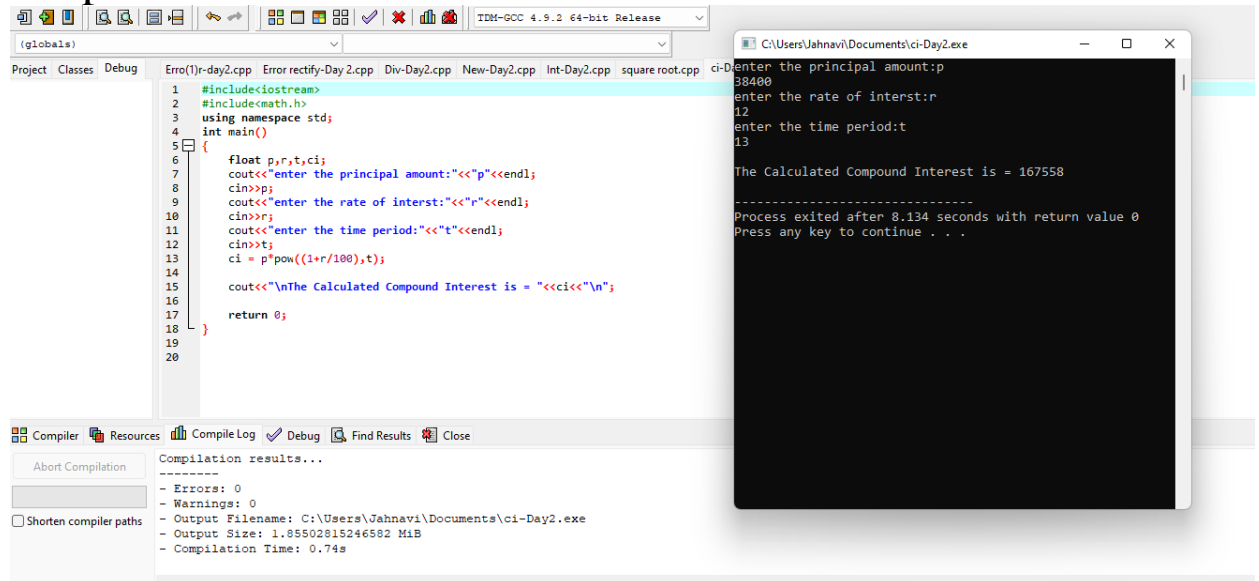 TDM-GCC 4.9.2 64-bit Release
(globals)
Project Classes Debug
Erro(1)r-day2.cpp Error rectify-Day 2.cpp Div-Day2.cpp New-Day2.cpp Int-Day2.cpp square root.cpp
1 #include<iostream>
2 #include<math.h>
3 using namespace std;
4 int main()
5 {
6 float p,r,t,ci;
7 cout<<"enter the principal amount:"<<"p"<<endl;
8 cin>>p;
9 cout<<"enter the rate of interst:"<<"r"<<endl;
10 cin>>r;
11 cout<<"enter the time period:"<<"t"<<endl;
12 cin>>t;
13 ci = p*pow((1+r/100),t);
14
15 cout<<"\nThe Calculated Compound Interest is = "<<ci<<"\n";
16
17 return 0;
18 }
19
20
C:\Users\Jahnavi\Documents\ci-Day2.exe
enter the principal amount:p
38400
enter the rate of interst:r
12
enter the time period:t
13
The Calculated Compound Interest is = 167558
--------------------------------
Process exited after 8.134 seconds with return value 0
Press any key to continue . . .
Compiler Resources Compile Log Debug Find Results Close
Abort Compilation
Shorten compiler paths
Compilation results...
--------
- Errors: 0
- Warnings: 0
- Output Filename: C:\Users\Jahnavi\Documents\ci-Day2.exe
- Output Size: 1.85502815246582 MiB
- Compilation Time: 0.74s